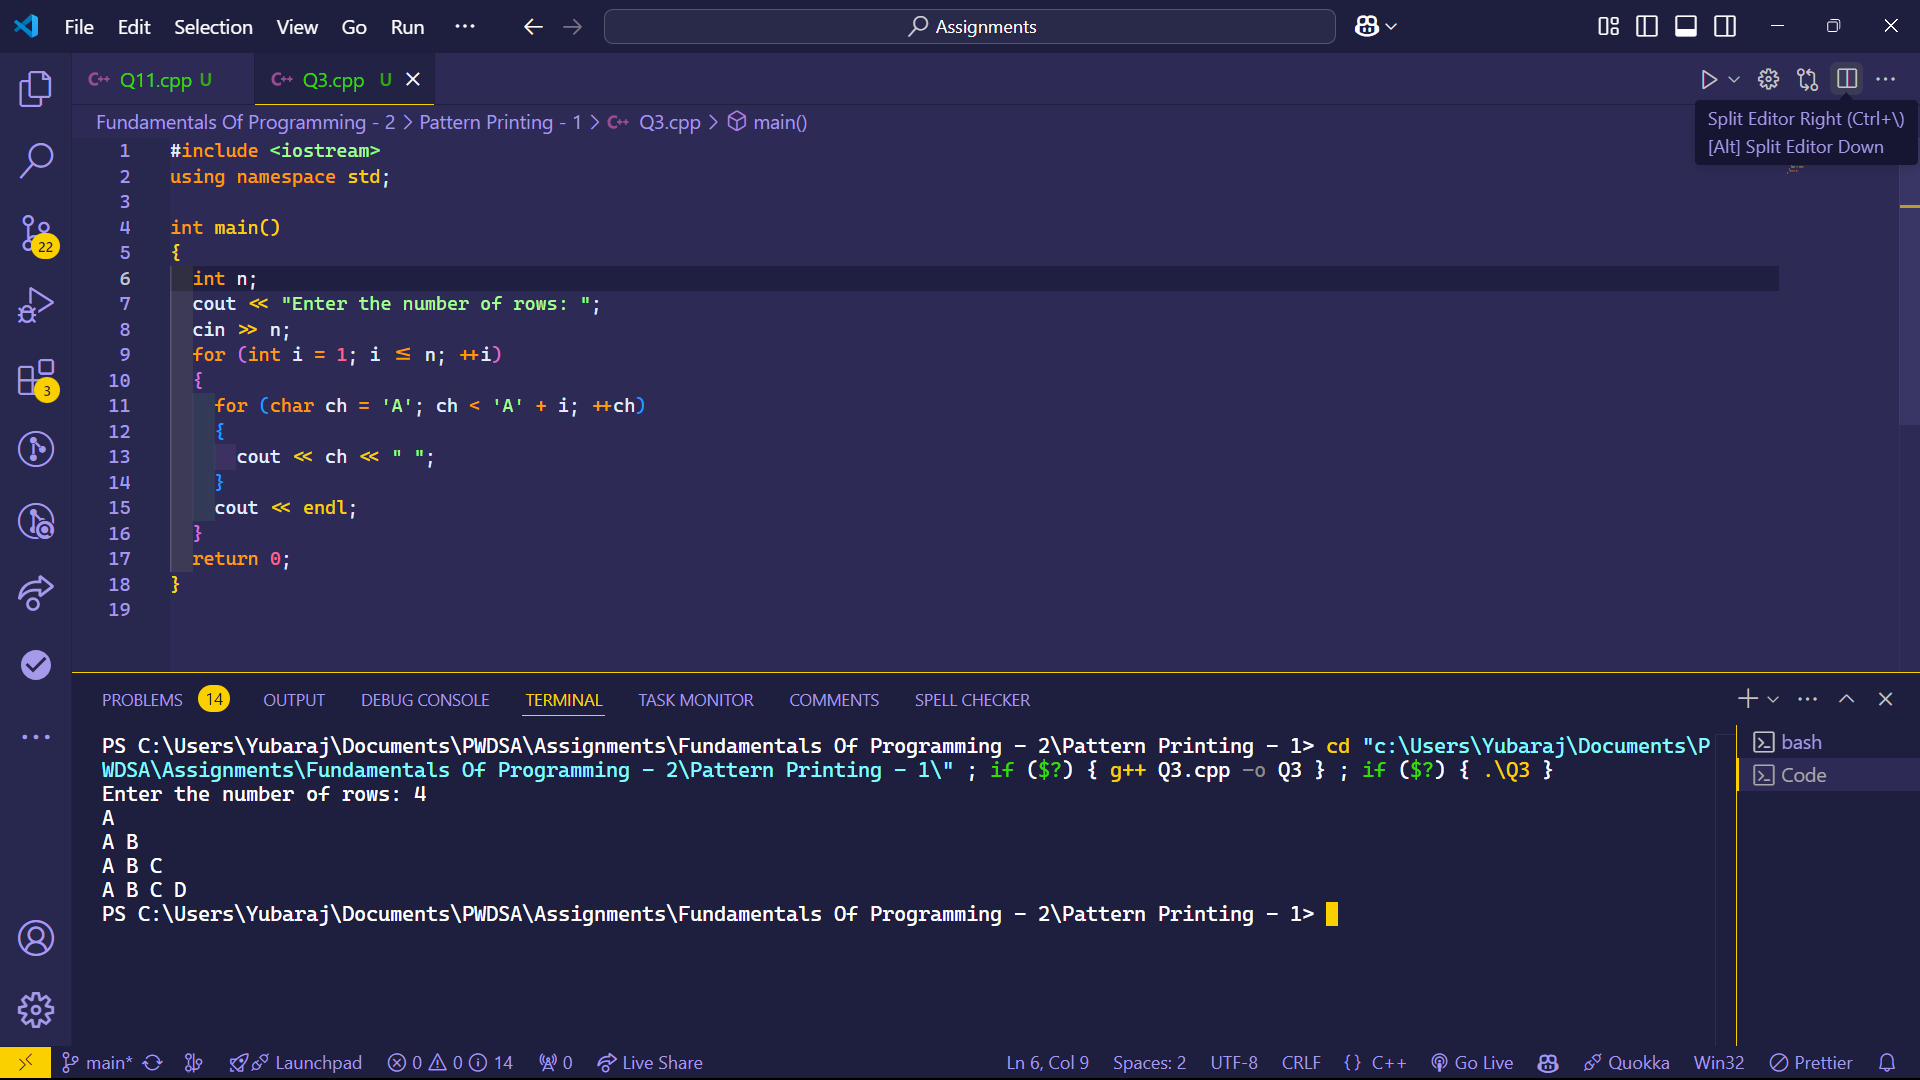 File Edit Selection View Go Run ··· Assignments
Q11.cpp U Q3.cpp U
Split Editor Right (Ctrl+\)
[Alt] Split Editor Down
Fundamentals Of Programming - 2 > Pattern Printing - 1 > Q3.cpp > main()
1 #include <iostream>
2 using namespace std;
3
4 int main()
5 {
6 int n;
7 cout << "Enter the number of rows: ";
8 cin >> n;
9 for (int i = 1; i <= n; ++i)
10 {
11 for (char ch = 'A'; ch < 'A' + i; ++ch)
12 {
13 cout << ch << " ";
14 }
15 cout << endl;
16 }
17 return 0;
18 }
19
22
3
PROBLEMS 14 OUTPUT DEBUG CONSOLE TERMINAL TASK MONITOR COMMENTS SPELL CHECKER
PS C:\Users\Yubaraj\Documents\PWDSA\Assignments\Fundamentals Of Programming - 2\Pattern Printing - 1> cd "c:\Users\Yubaraj\Documents\P
WDSA\Assignments\Fundamentals Of Programming - 2\Pattern Printing - 1\" ; if ($?) { g++ Q3.cpp -o Q3 } ; if ($?) { .\Q3 }
Enter the number of rows: 4
A
A B
A B C
A B C D
PS C:\Users\Yubaraj\Documents\PWDSA\Assignments\Fundamentals Of Programming - 2\Pattern Printing - 1>
bash
Code
main* Launchpad 0 0 14 0 Live Share Ln 6, Col 9 Spaces: 2 UTF-8 CRLF {} C++ Go Live Quokka Win32 Prettier